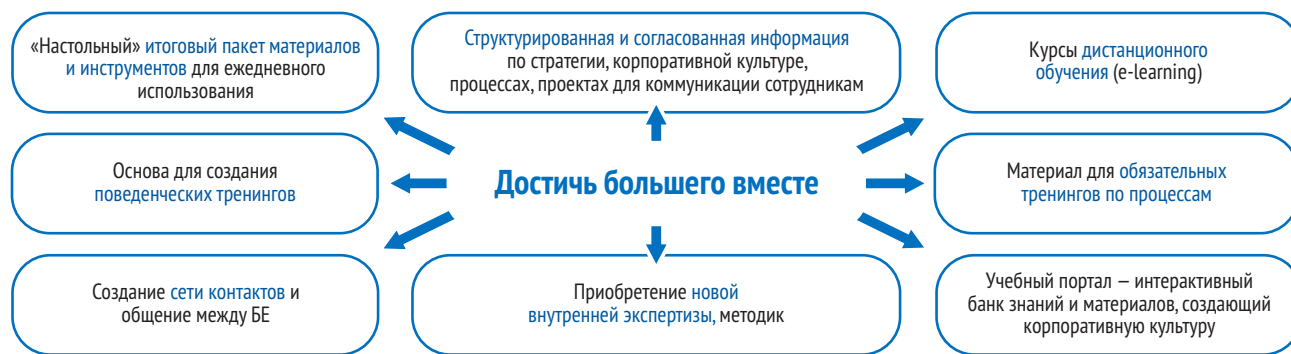 «Настольный» итоговый пакет материалов
и инструментов для ежедневного
использования
Структурированная и согласованная информация
по стратегии, корпоративной культуре,
процессах, проектах для коммуникации сотрудникам
Курсы дистанционного
обучения (e-learning)
Основа для создания
поведенческих тренингов
Достичь большего вместе
Материал для обязательных
тренингов по процессам
Создание сети контактов и
общение между БЕ
Приобретение новой
внутренней экспертизы, методик
Учебный портал — интерактивный
банк знаний и материалов, создающий
корпоративную культуру